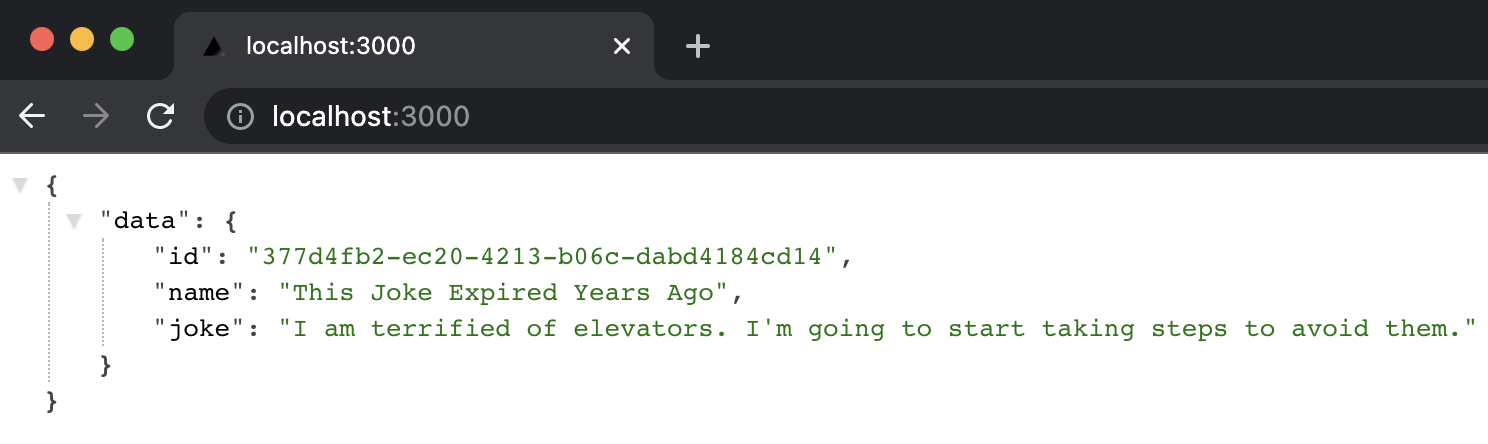 localhost:3000
localhost:3000
{
"data": {
"id": "377d4fb2-ec20-4213-b06c-dabd4184cd14",
"name": "This Joke Expired Years Ago",
"joke": "I am terrified of elevators. I'm going to start taking steps to avoid them."
}
}